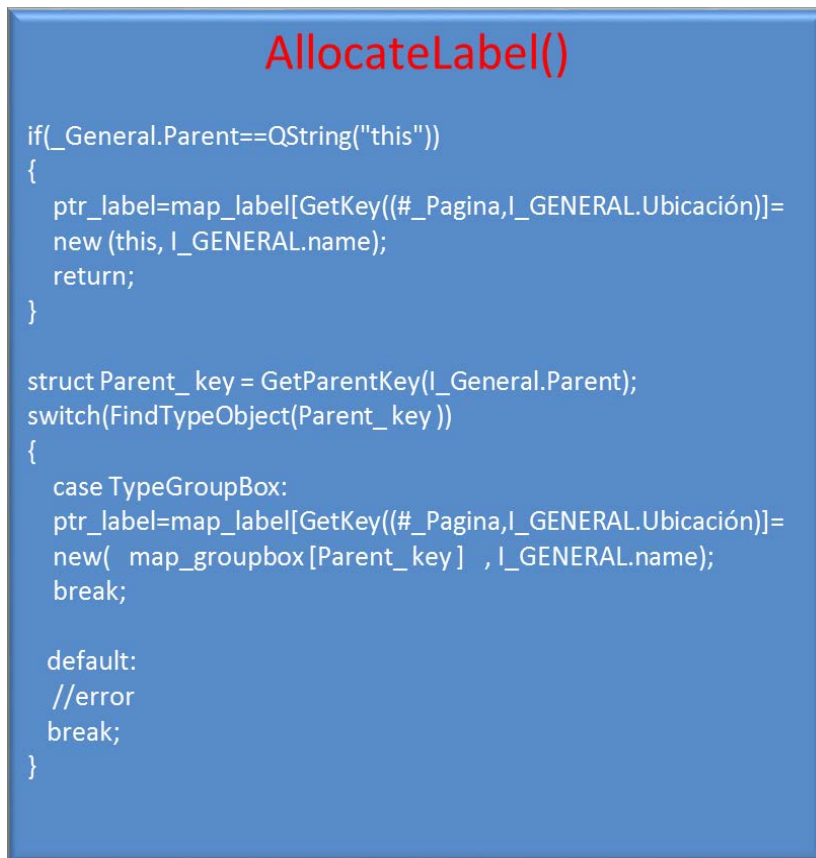 AllocateLabel()
if(_General.Parent==QString("this"))
{
ptr_label=map_label[GetKey((#_Pagina,I_GENERAL.Ubicación)]=
new (this, I_GENERAL.name);
return;
}
struct Parent_ key = GetParentKey(I_General.Parent);
switch(FindTypeObject(Parent_ key ))
{
case TypeGroupBox:
ptr_label=map_label[GetKey((#_Pagina,I_GENERAL.Ubicación)]=
new( map_groupbox [Parent_ key ] , I_GENERAL.name);
break;
default:
//error
break;
}